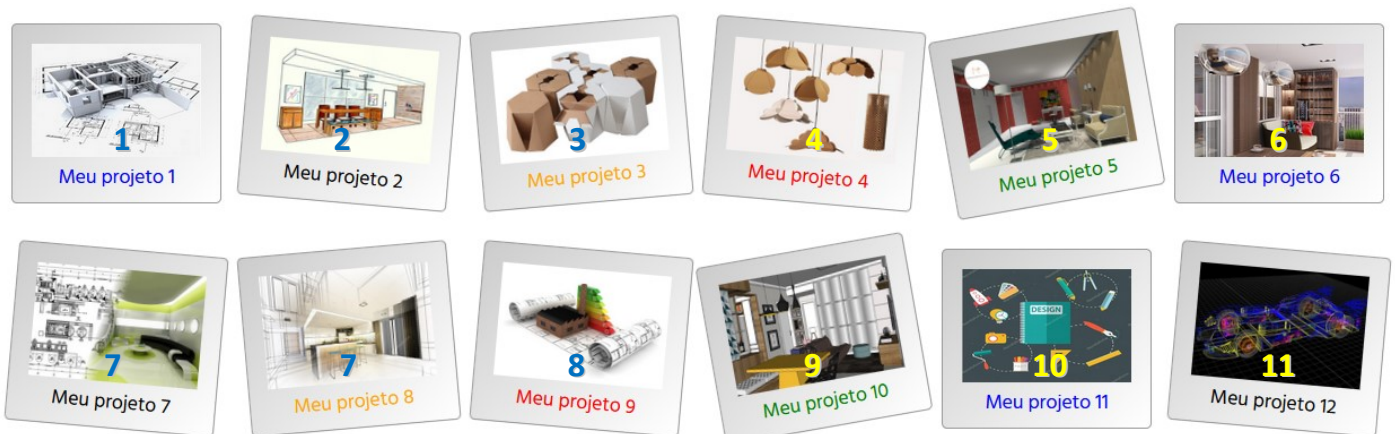 1
Meu projeto 1
2
Meu projeto 2
3
Meu projeto 3
4
Meu projeto 4
5
Meu projeto 5
6
Meu projeto 6
7
Meu projeto 7
7
Meu projeto 8
8
Meu projeto 9
9
Meu projeto 10
DESIGN
10
Meu projeto 11
11
Meu projeto 12